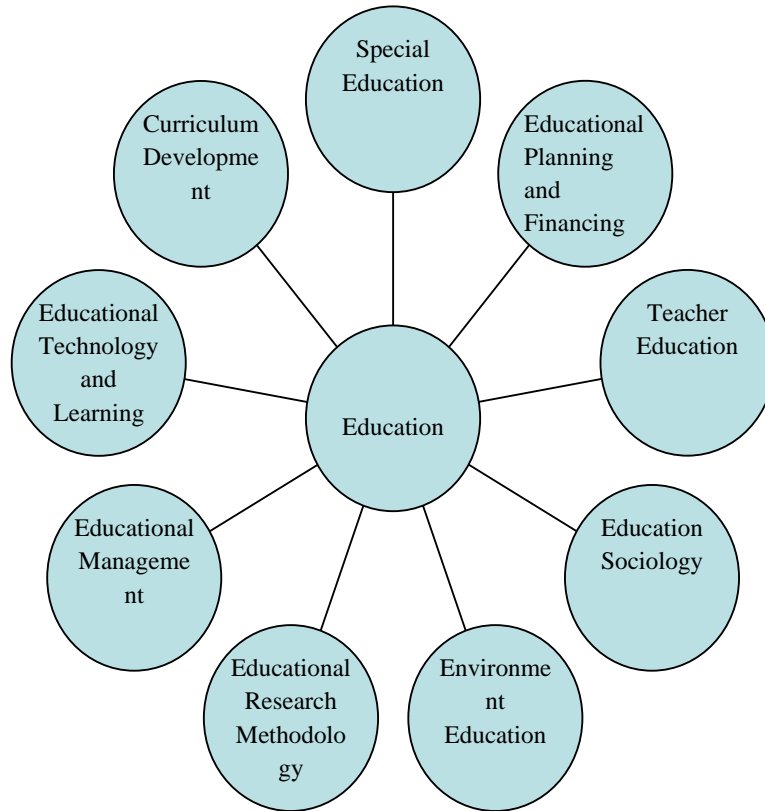 Special
Education
Curriculum
Developme
nt
Educational
Planning
and
Financing
Educational
Technology
and
Learning
Teacher
Education
Education
Educational
Manageme
nt
Education
Sociology
Educational
Research
Methodolo
gy
Environme
nt
Education